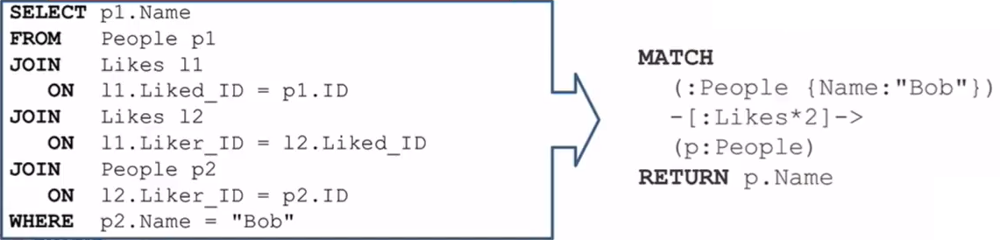 SELECT p1.Name
FROM People p1
JOIN Likes l1
ON l1.Liked_ID = p1.ID
JOIN Likes l2
ON l1.Liker_ID = l2.Liked_ID
JOIN People p2
ON l2.Liker_ID = p2.ID
WHERE p2.Name = "Bob"
MATCH
(:People {Name:"Bob"})
-[:Likes*2]->
(p:People)
RETURN p.Name